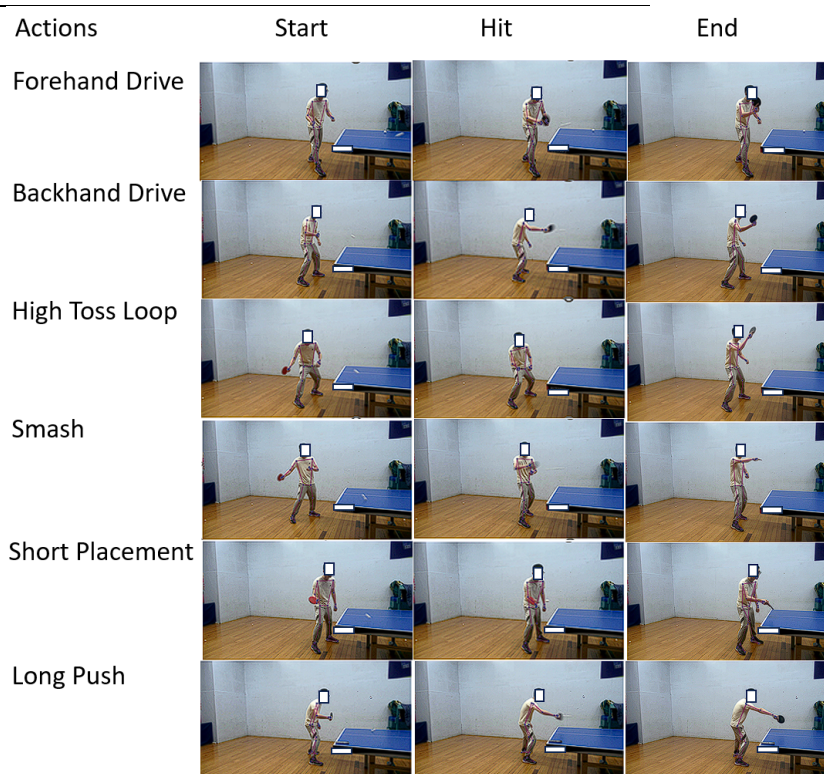 Actions Start Hit End
Forehand Drive
Backhand Drive
High Toss Loop
Smash
Short Placement
Long Push